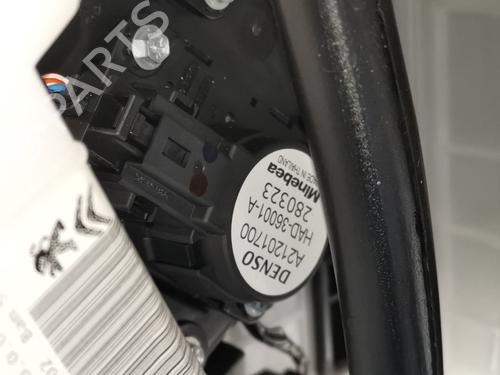 DENSO
A21201700
HAD-36001-A
280323
Minebea
MADE IN THAILAND
PARTS